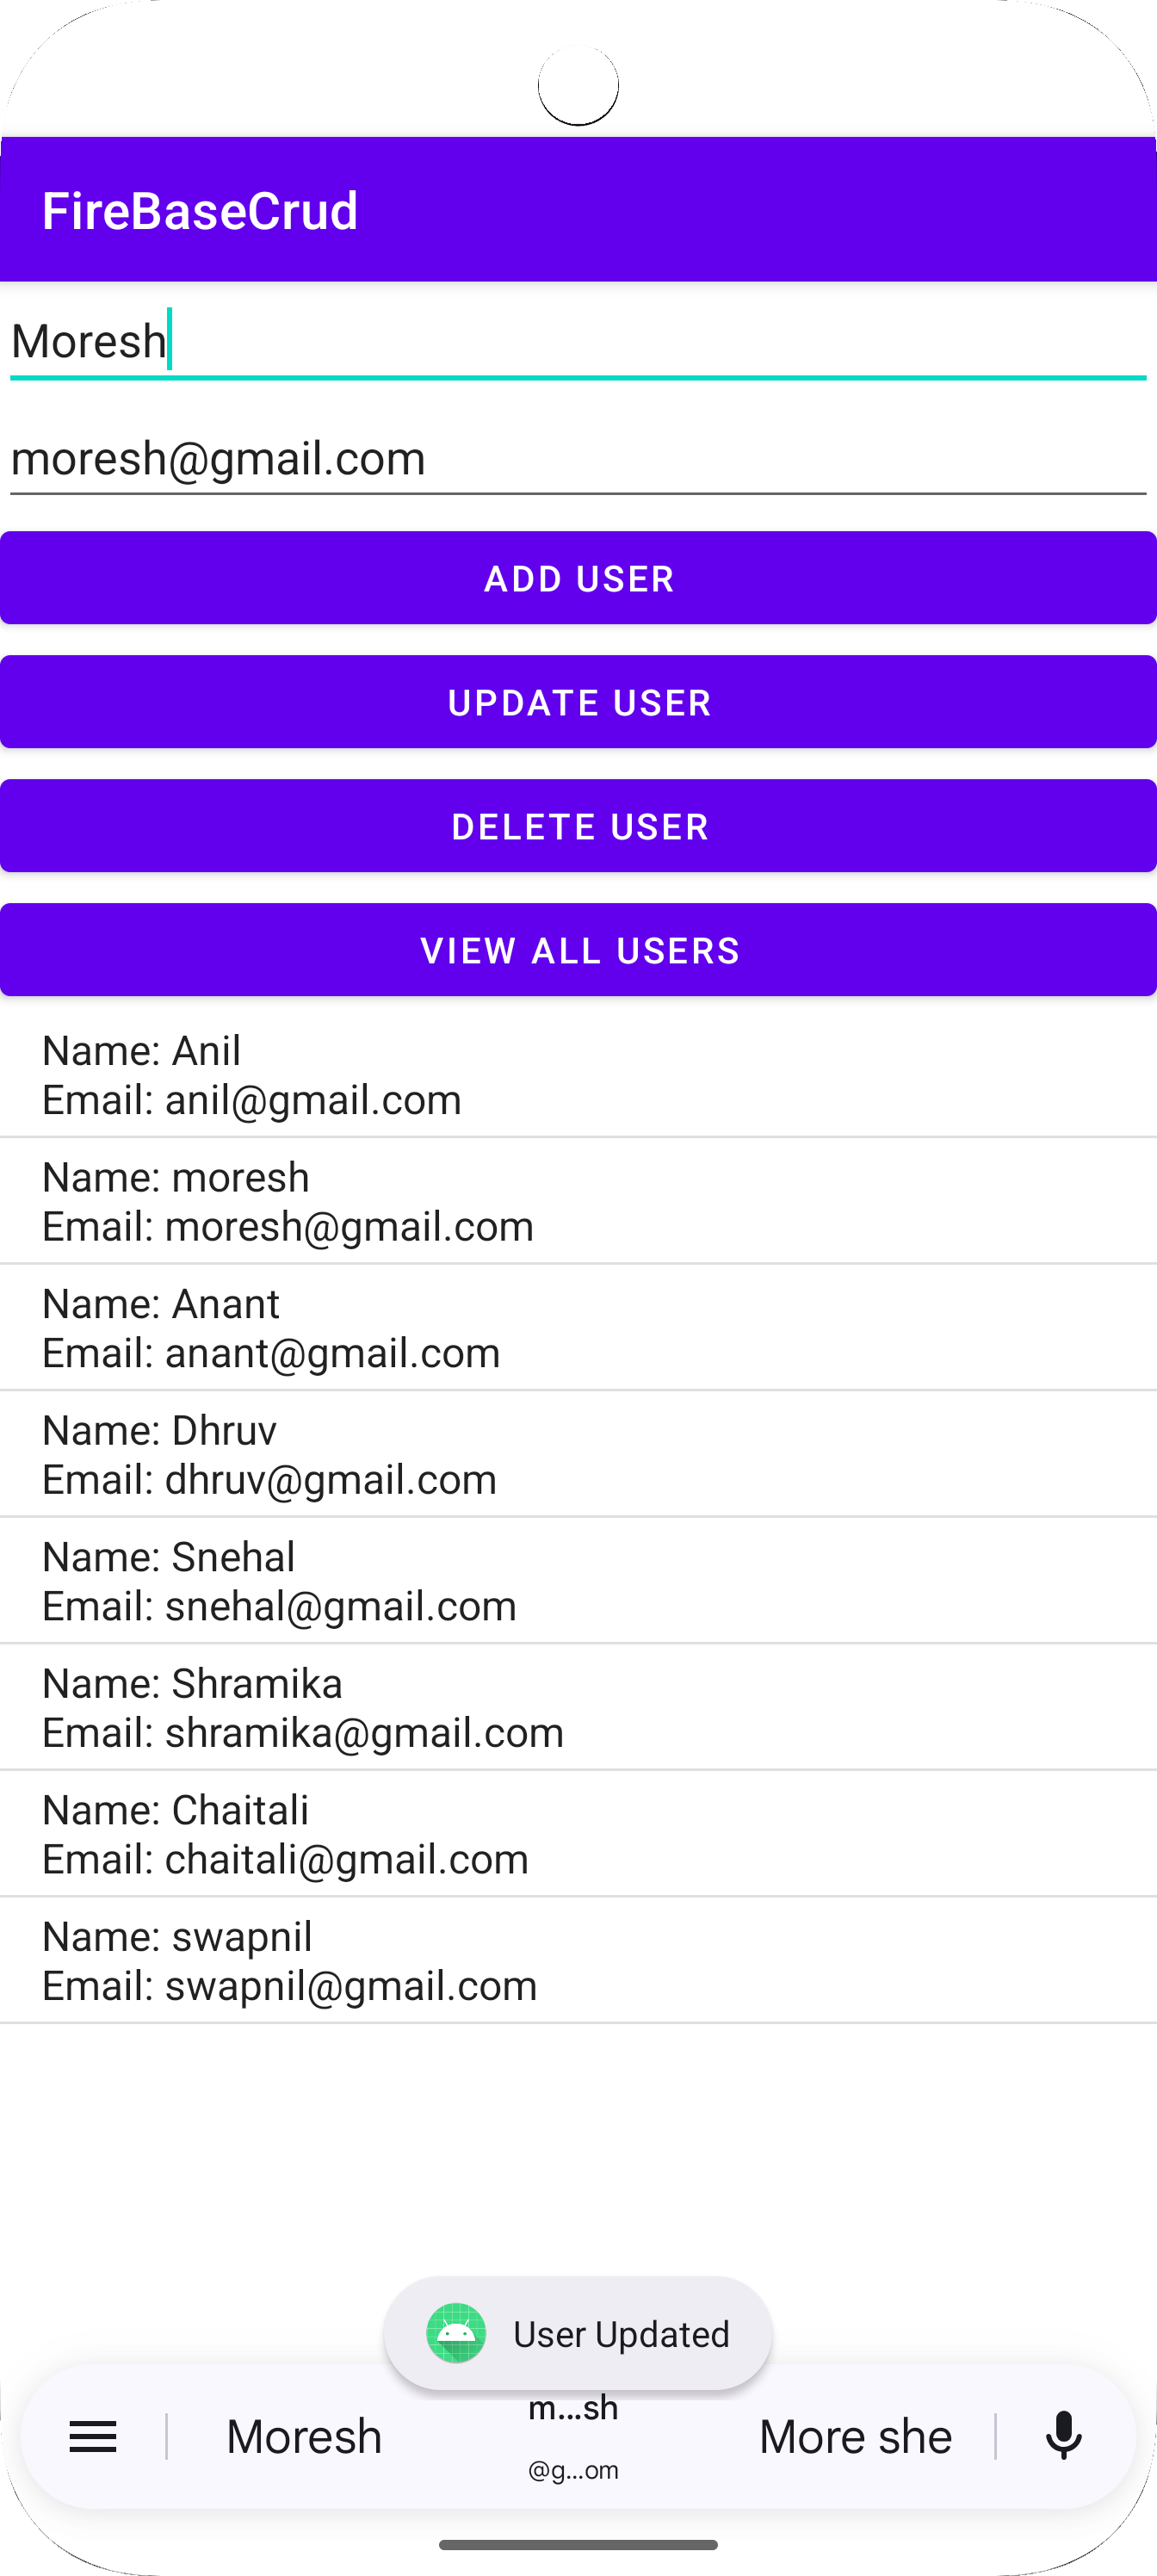 FireBaseCrud
Moresh
moresh@gmail.com
ADD USER
UPDATE USER
DELETE USER
VIEW ALL USERS
Name: Anil
Email: anil@gmail.com
Name: moresh
Email: moresh@gmail.com
Name: Anant
Email: anant@gmail.com
Name: Dhruv
Email: dhruv@gmail.com
Name: Snehal
Email: snehal@gmail.com
Name: Shramika
Email: shramika@gmail.com
Name: Chaitali
Email: chaitali@gmail.com
Name: swapnil
Email: swapnil@gmail.com
User Updated
Moresh
m...sh
@g...om
More she